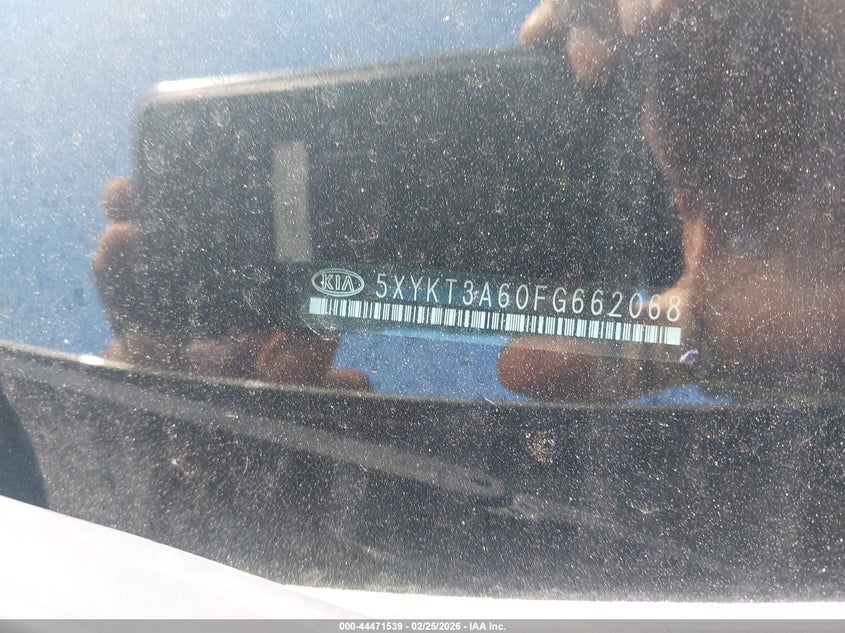 KIA 5XYKT3A60FG662068
000-44471539 - 02/25/2026 - IAA Inc.